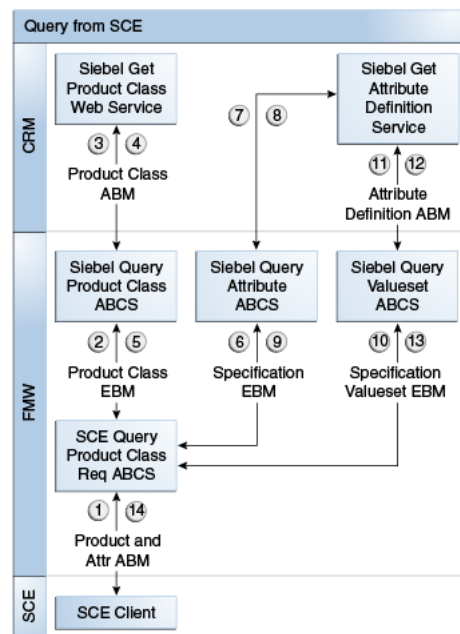 Query from SCE
CRM
Siebel Get
Product Class
Web Service
Siebel Get
Attribute
Definition
Service
3 4
7 8
11 12
Product Class
ABM
Attribute
Definition ABM
FMW
Siebel Query
Product Class
ABCS
Siebel Query
Attribute
ABCS
Siebel Query
Valueset
ABCS
2 5
6 9
10 13
Product Class
EBM
Specification
EBM
Specification
Valueset EBM
SCE Query
Product Class
Req ABCS
1 14
Product and
Attr ABM
SCE
SCE Client